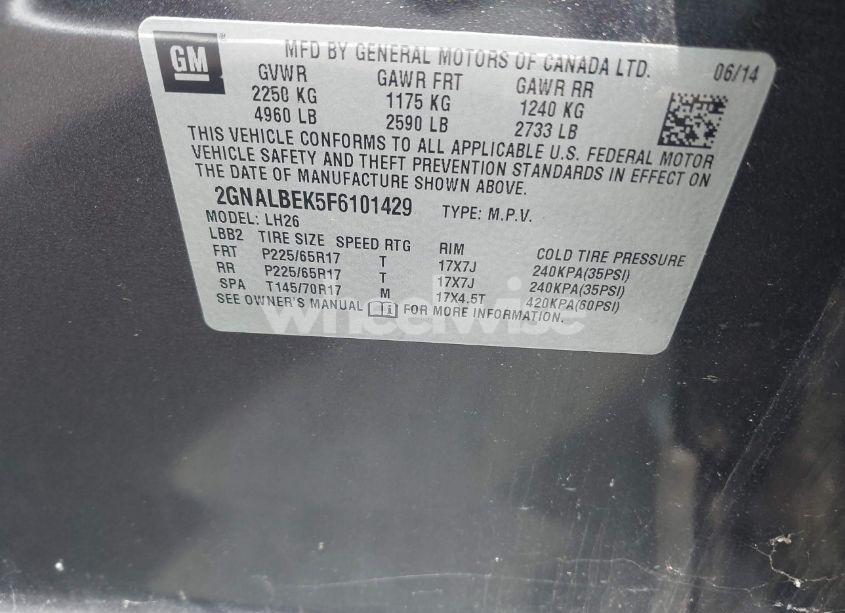 GM
MFD BY GENERAL MOTORS OF CANADA LTD. 06/14
GVWR GAWR FRT GAWR RR
2250 KG 1175 KG 1240 KG
4960 LB 2590 LB 2733 LB
THIS VEHICLE CONFORMS TO ALL APPLICABLE U.S. FEDERAL MOTOR
VEHICLE SAFETY AND THEFT PREVENTION STANDARDS IN EFFECT ON
THE DATE OF MANUFACTURE SHOWN ABOVE.
2GNALBEK5F6101429 TYPE: M.P.V.
MODEL: LH26
LBB2 TIRE SIZE SPEED RTG RIM COLD TIRE PRESSURE
FRT P225/65R17 T 17X7J 240KPA(35PSI)
RR P225/65R17 T 17X7J 240KPA(35PSI)
SPA T145/70R17 M 17X4.5T 420KPA(60PSI)
SEE OWNER'S MANUAL FOR MORE INFORMATION.
wheelwise